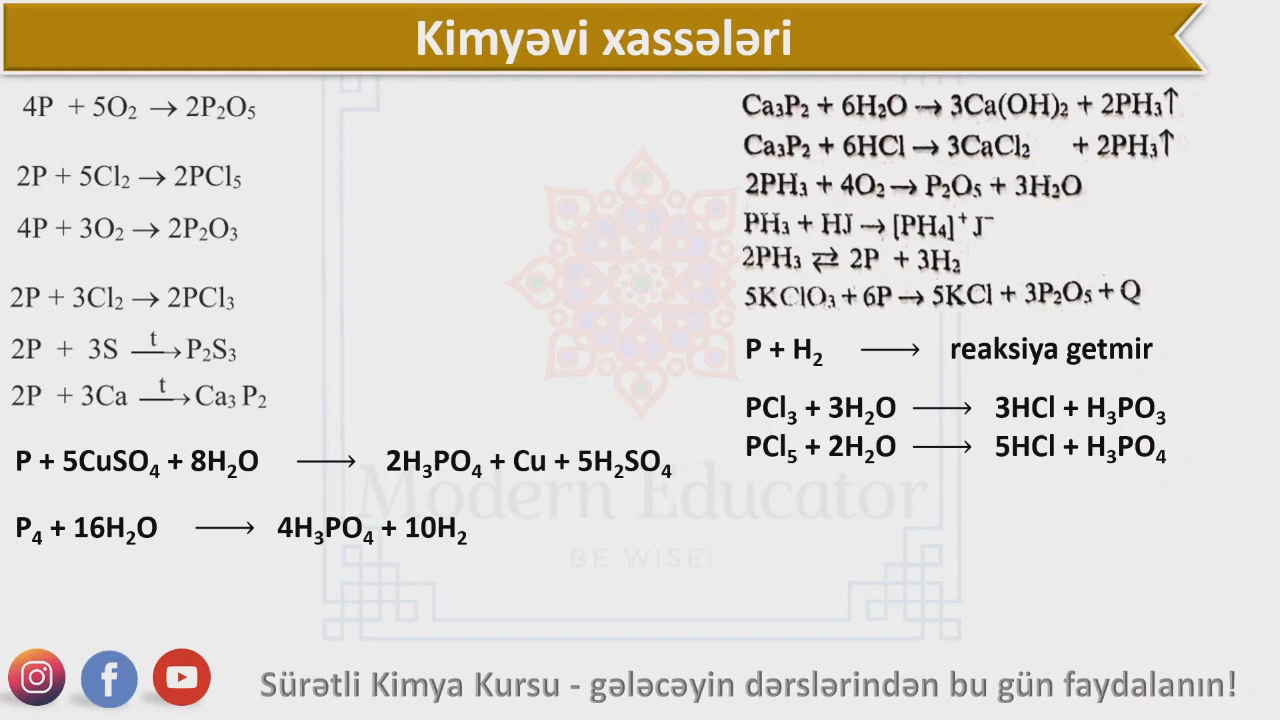 Kimyəvi xassələri
4P + 5O₂ → 2P₂O₅
2P + 5Cl₂ → 2PCl₅
4P + 3O₂ → 2P₂O₃
2P + 3Cl₂ → 2PCl₃
2P + 3S —t→ P₂S₃
2P + 3Ca —t→ Ca₃P₂
P + 5CuSO₄ + 8H₂O ⟶ 2H₃PO₄ + Cu + 5H₂SO₄
P₄ + 16H₂O ⟶ 4H₃PO₄ + 10H₂
Ca₃P₂ + 6H₂O → 3Ca(OH)₂ + 2PH₃↑
Ca₃P₂ + 6HCl → 3CaCl₂ + 2PH₃↑
2PH₃ + 4O₂ → P₂O₅ + 3H₂O
PH₃ + HJ → [PH₄]⁺ J⁻
2PH₃ ⇄ 2P + 3H₂
5KClO₃ + 6P → 5KCl + 3P₂O₅ + Q
P + H₂ ⟶ reaksiya getmir
PCl₃ + 3H₂O ⟶ 3HCl + H₃PO₃
PCl₅ + 2H₂O ⟶ 5HCl + H₃PO₄
Modern Educator
BE WISE!
Sürətli Kimya Kursu - gələcəyin dərslərindən bu gün faydalanın!